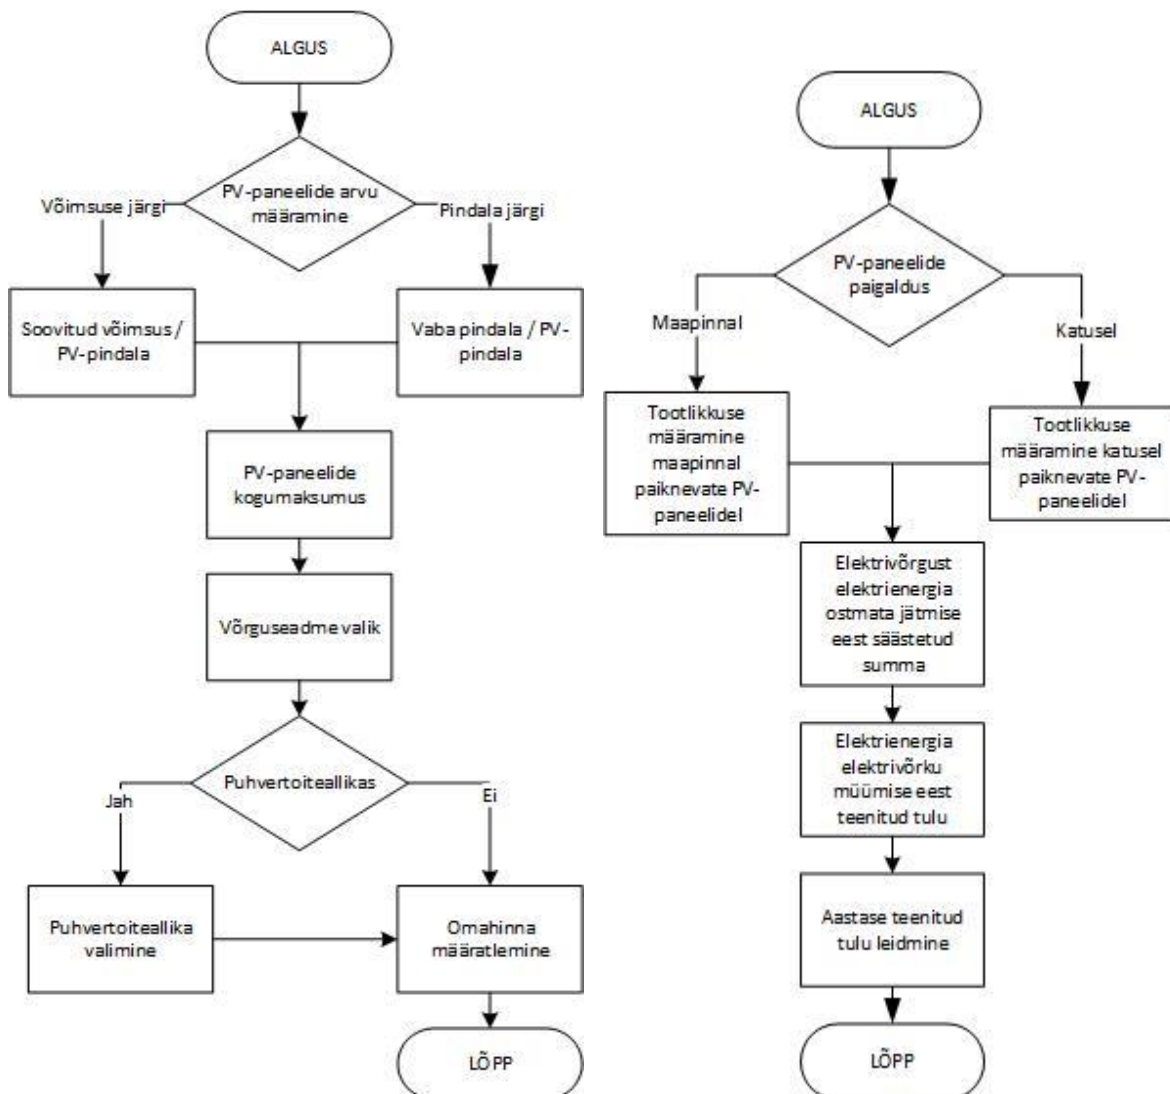 ALGUS
PV-paneelide arvu
määramine
Võimsuse järgi
Pindala järgi
Soovitud võimsus /
PV-pindala
Vaba pindala / PV-
pindala
PV-paneelide
kogumaksumus
Võrguseadme valik
Puhvertoiteallikas
Jah
Ei
Puhvertoiteallika
valimine
Omahinna
määratlemine
LÕPP
ALGUS
PV-paneelide
paigaldus
Maapinnal
Katusel
Tootlikkuse
määramine
maapinnal
paiknevate PV-
paneelidel
Tootlikkuse
määramine katusel
paiknevate PV-
paneelidel
Elektrivõrgust
elektrienergia
ostmata jätmise
eest säästetud
summa
Elektrienergia
elektrivõrku
müümise eest
teenitud tulu
Aastase teenitud
tulu leidmine
LÕPP